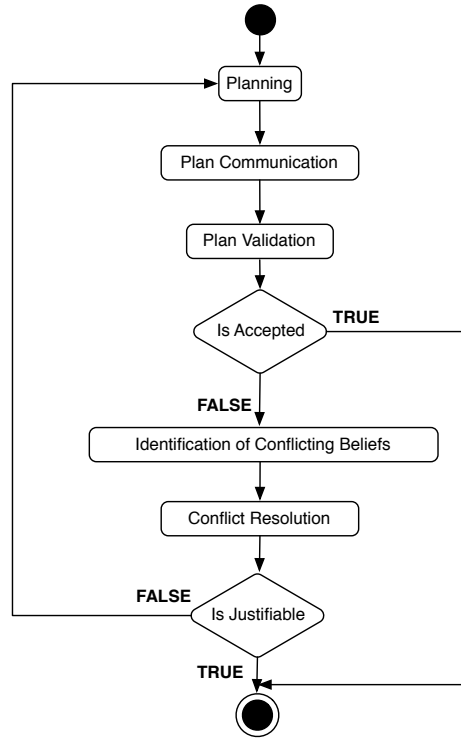 Planning
Plan Communication
Plan Validation
Is Accepted
TRUE
FALSE
Identification of Conflicting Beliefs
Conflict Resolution
FALSE
Is Justifiable
TRUE